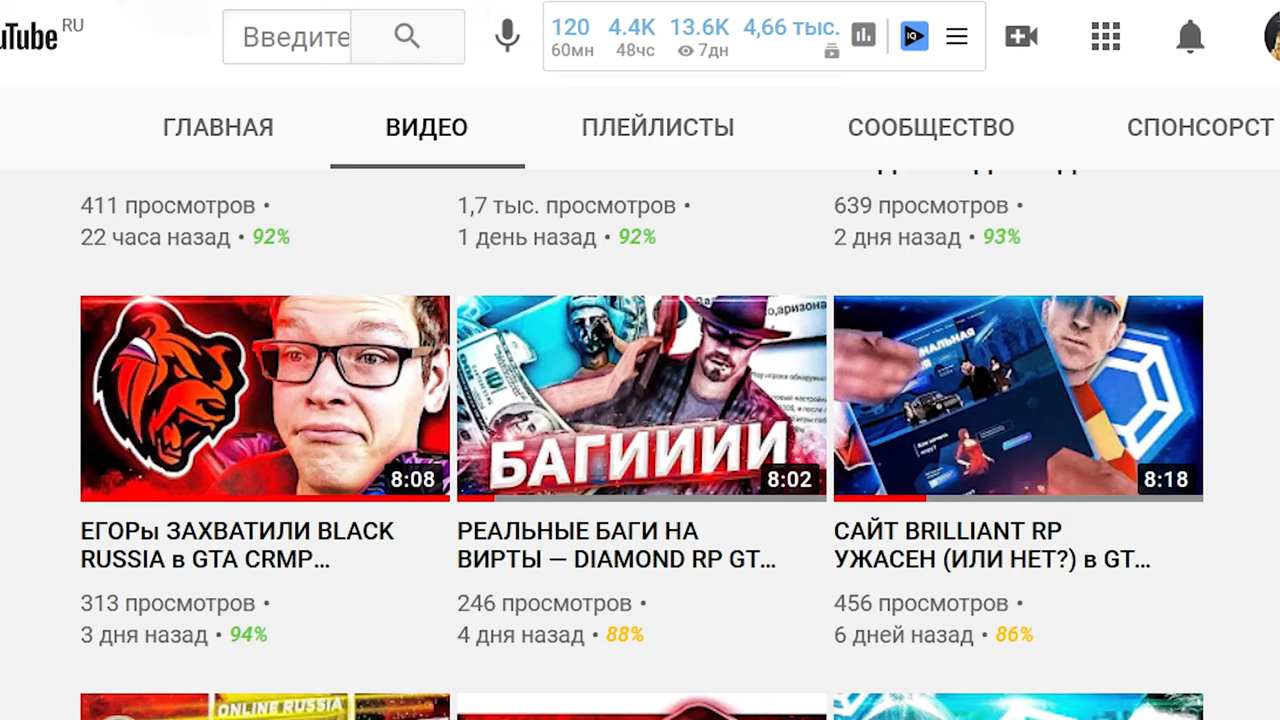 uTube RU
Введите
120 4.4K 13.6K 4,66 тыс.
60мн 48чс 7дн
IQ
ГЛАВНАЯ ВИДЕО ПЛЕЙЛИСТЫ СООБЩЕСТВО СПОНСОРСТ
411 просмотров • 1,7 тыс. просмотров • 639 просмотров •
22 часа назад • 92% 1 день назад • 92% 2 дня назад • 93%
о,аризона
БАГИИИИ
8:08 8:02 8:18
ЕГОРы ЗАХВАТИЛИ BLACK
RUSSIA в GTA CRMP...
РЕАЛЬНЫЕ БАГИ НА
ВИРТЫ — DIAMOND RP GT...
САЙТ BRILLIANT RP
УЖАСЕН (ИЛИ НЕТ?) в GT...
313 просмотров • 246 просмотров • 456 просмотров •
3 дня назад • 94% 4 дня назад • 88% 6 дней назад • 86%
ONLINE RUSSIA